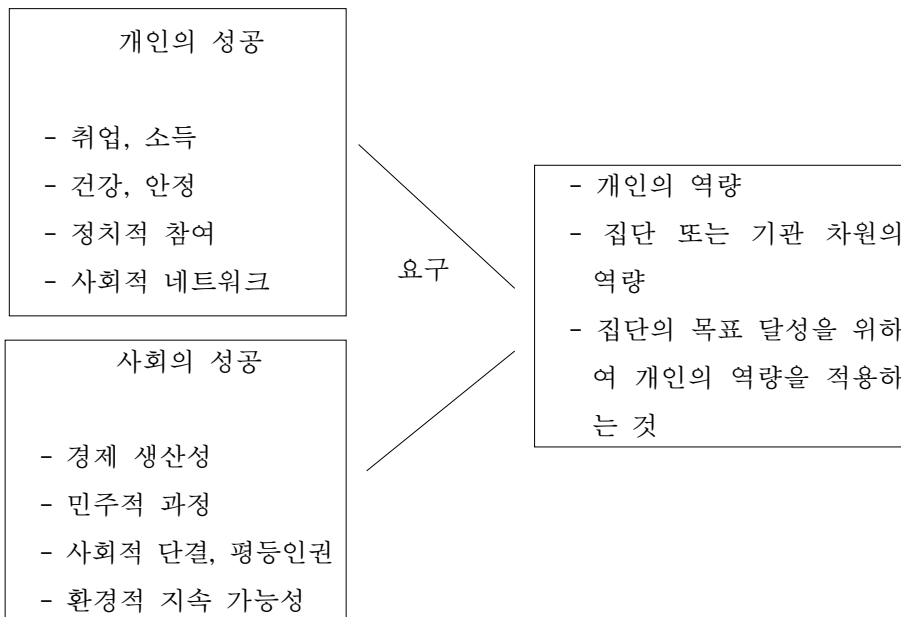 개인의 성공
- 취업, 소득
- 건강, 안정
- 정치적 참여
- 사회적 네트워크
요구
사회의 성공
- 경제 생산성
- 민주적 과정
- 사회적 단결, 평등인권
- 환경적 지속 가능성
- 개인의 역량
- 집단 또는 기관 차원의
역량
- 집단의 목표 달성을 위하
여 개인의 역량을 적용하
는 것